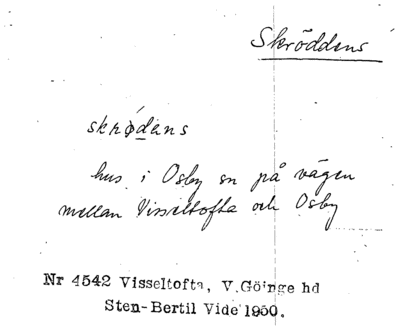 Skröddens
skrødens
hus i Osby sn på vägen
mellan Visseltofta och Osby
Nr 4542 Visseltofta, V.Göinge hd
Sten-Bertil Vide 1950.